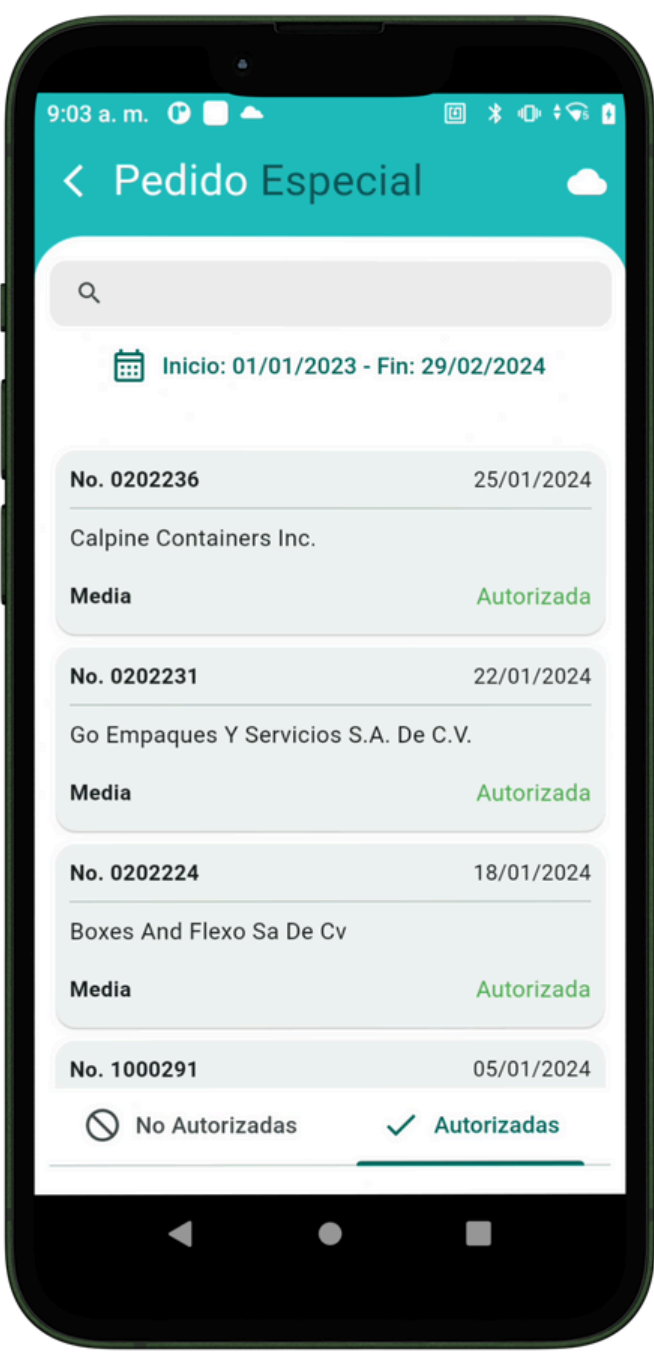 9:03 a. m.
Pedido Especial
Inicio: 01/01/2023 - Fin: 29/02/2024
No. 0202236 25/01/2024
Calpine Containers Inc.
Media Autorizada
No. 0202231 22/01/2024
Go Empaques Y Servicios S.A. De C.V.
Media Autorizada
No. 0202224 18/01/2024
Boxes And Flexo Sa De Cv
Media Autorizada
No. 1000291 05/01/2024
No Autorizadas Autorizadas